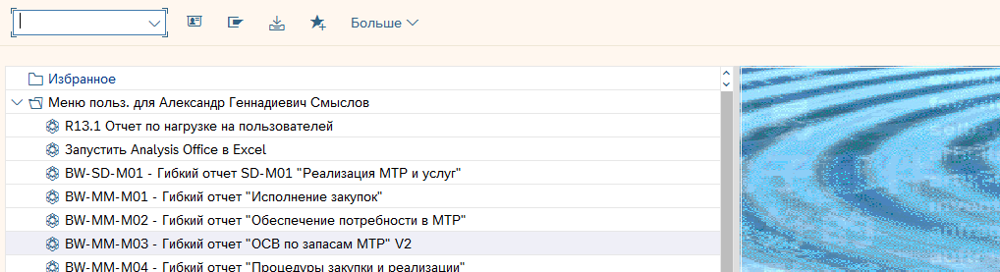 Больше
Избранное
Меню польз. для Александр Геннадиевич Смыслов
R13.1 Отчет по нагрузке на пользователей
Запустить Analysis Office в Excel
BW-SD-M01 - Гибкий отчет SD-M01 "Реализация МТР и услуг"
BW-MM-M01 - Гибкий отчет "Исполнение закупок"
BW-MM-M02 - Гибкий отчет "Обеспечение потребности в МТР"
BW-MM-M03 - Гибкий отчет "ОСВ по запасам МТР" V2
BW-MM-M04 - Гибкий отчет "Процедуры закупки и реализации"